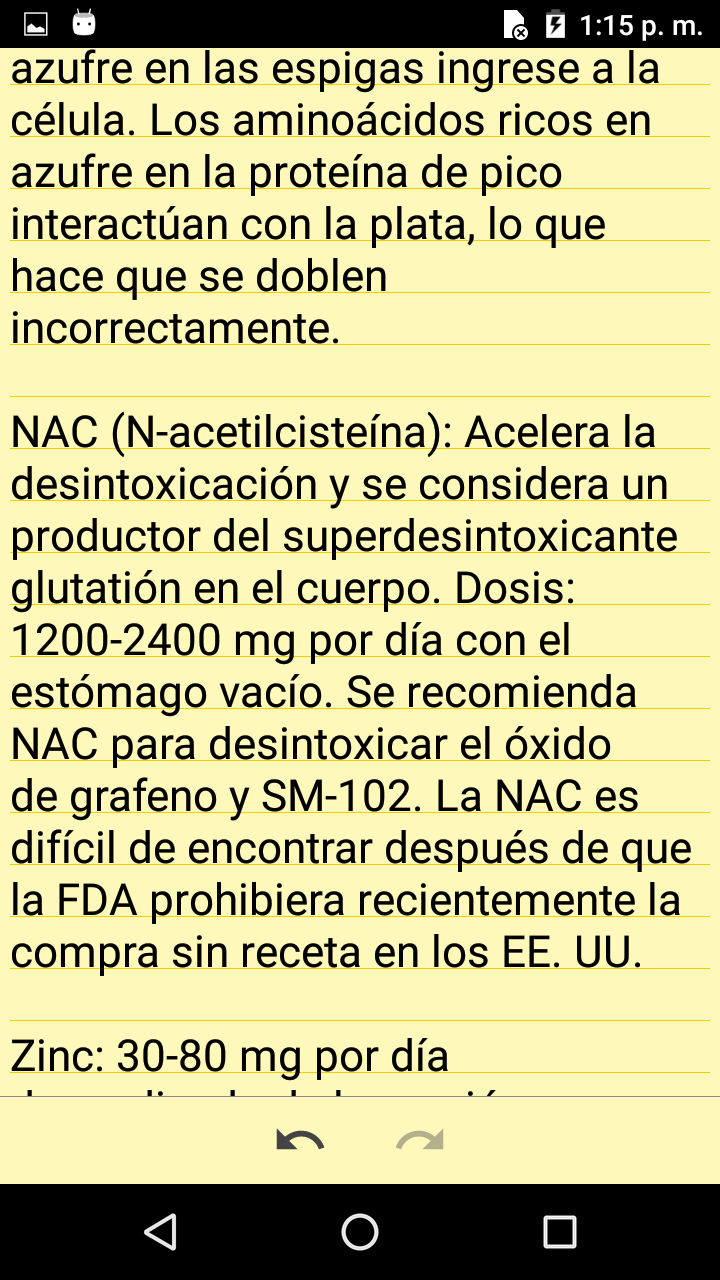 1:15 p. m.
azufre en las espigas ingrese a la
célula. Los aminoácidos ricos en
azufre en la proteína de pico
interactúan con la plata, lo que
hace que se doblen
incorrectamente.
NAC (N-acetilcisteína): Acelera la
desintoxicación y se considera un
productor del superdesintoxicante
glutatión en el cuerpo. Dosis:
1200-2400 mg por día con el
estómago vacío. Se recomienda
NAC para desintoxicar el óxido
de grafeno y SM-102. La NAC es
difícil de encontrar después de que
la FDA prohibiera recientemente la
compra sin receta en los EE. UU.
Zinc: 30-80 mg por día